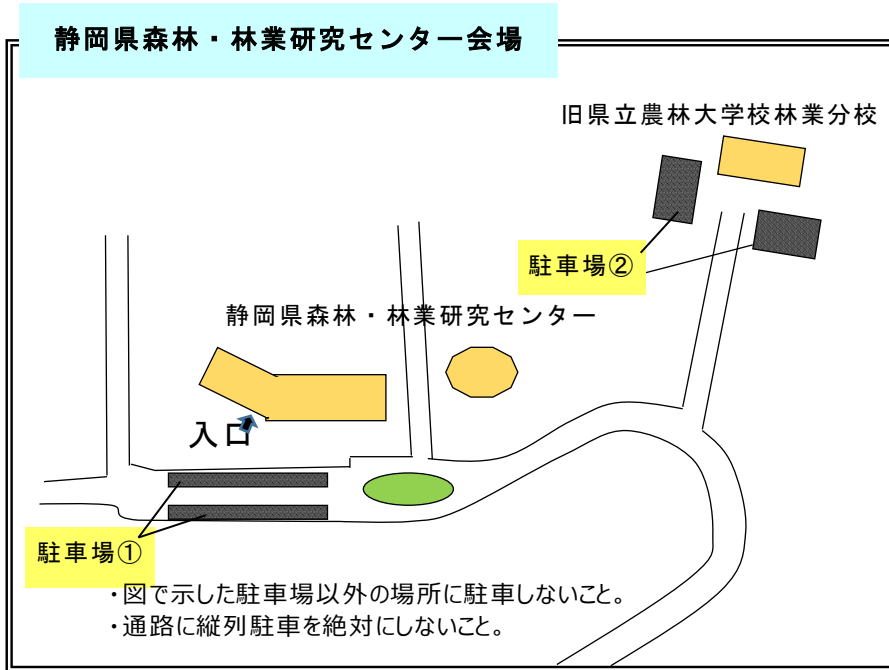 静岡県森林・林業研究センター会場
旧県立農林大学校林業分校
駐車場②
静岡県森林・林業研究センター
入口
駐車場①
・図で示した駐車場以外の場所に駐車しないこと。
・通路に縦列駐車を絶対にしないこと。